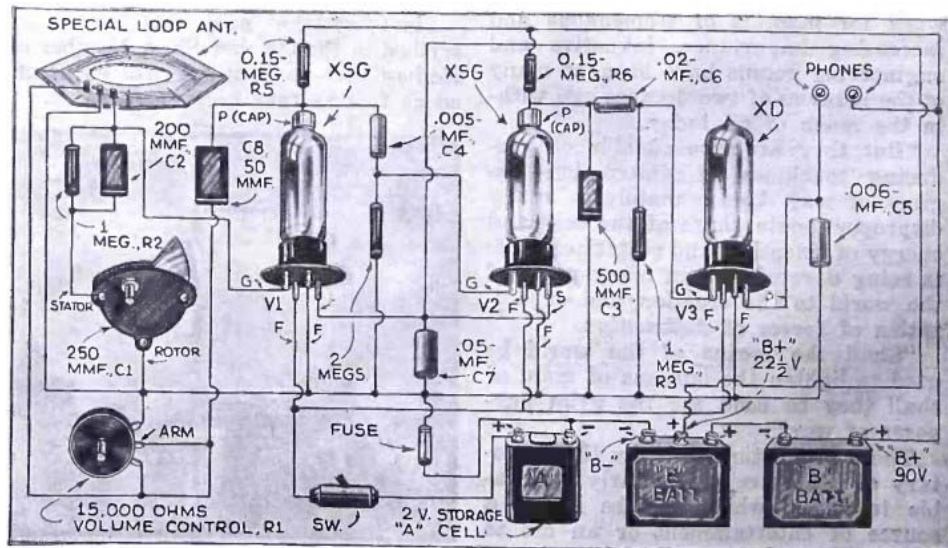 SPECIAL LOOP ANT.
0.15-
MEG.
R5
XSG
P (CAP)
.005-
MF.,
C4
XSG
0.15-
MEG., R6
P
(CAP)
.02-
MF., C6
PHONES
XD
.006-
MF., C5
200
MMF.,
C2
C8,
50
MMF.
1
MEG., R2
STATOR
250
MMF., C1
ROTOR
G
V1
F
F
2
MEGS.
G
V2
F
F
S
.05-
MF.,
C7
500
MMF.,
C3
1
MEG.,
R3
G
V3
F
F
P
"B+"
22 1/2 V
ARM
15,000 OHMS
VOLUME CONTROL, R1
FUSE
SW.
+
-
"A"
2 V. STORAGE
"A"
CELL
"B-"
-
+
"B"
BATT.
+
-
+
"B"
BATT.
"B+"
90V.